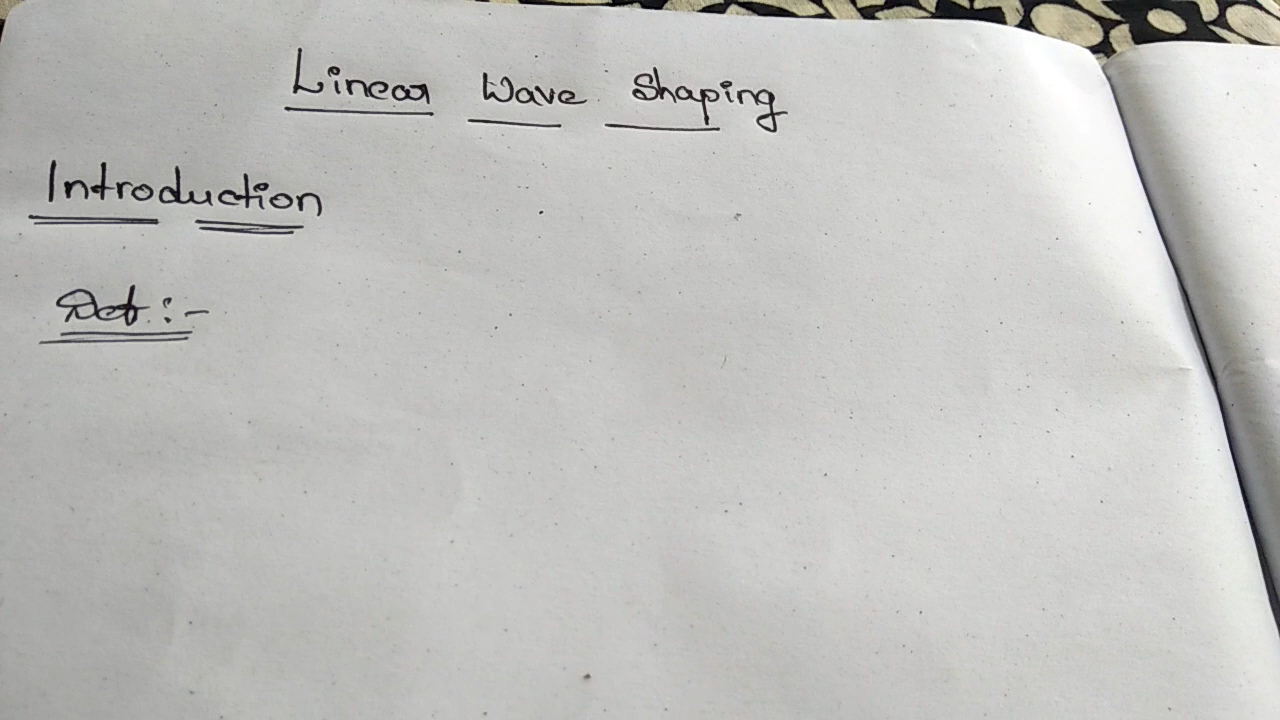 Linear Wave Shaping
Introduction
Def :-